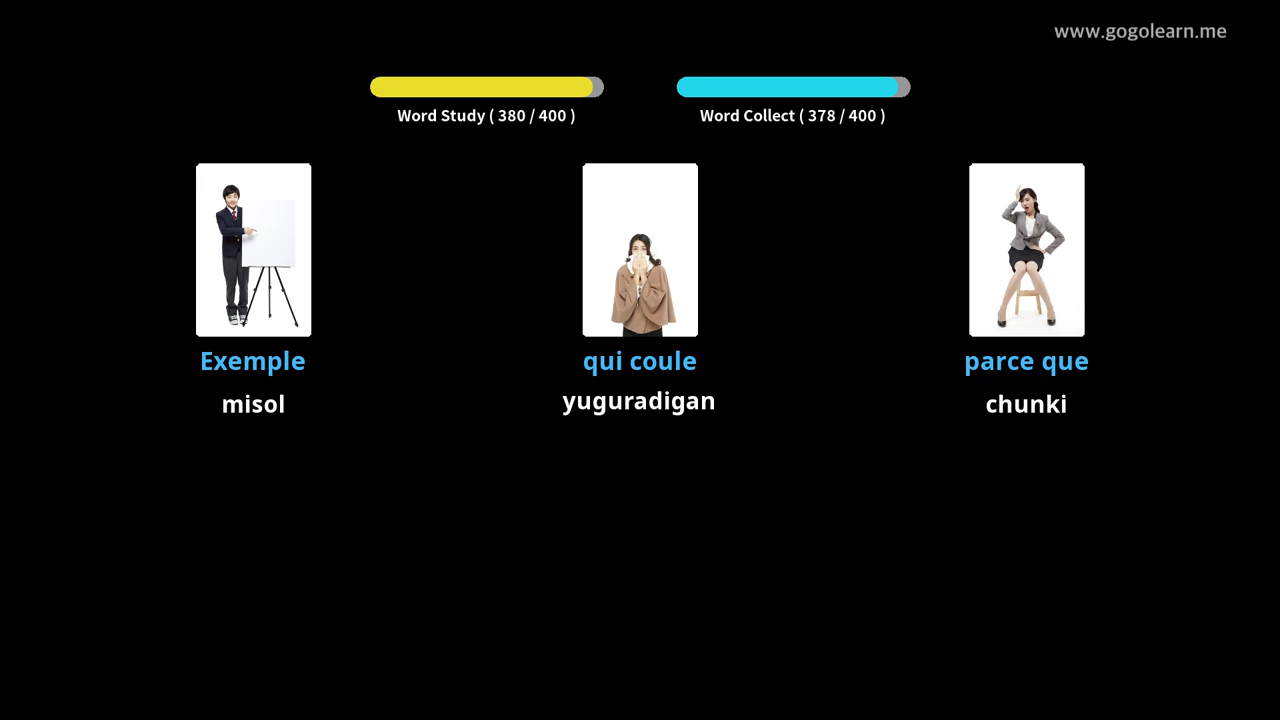 www.gogolearn.me
Word Study ( 380 / 400 )
Word Collect ( 378 / 400 )
Exemple
qui coule
parce que
misol
yuguradigan
chunki